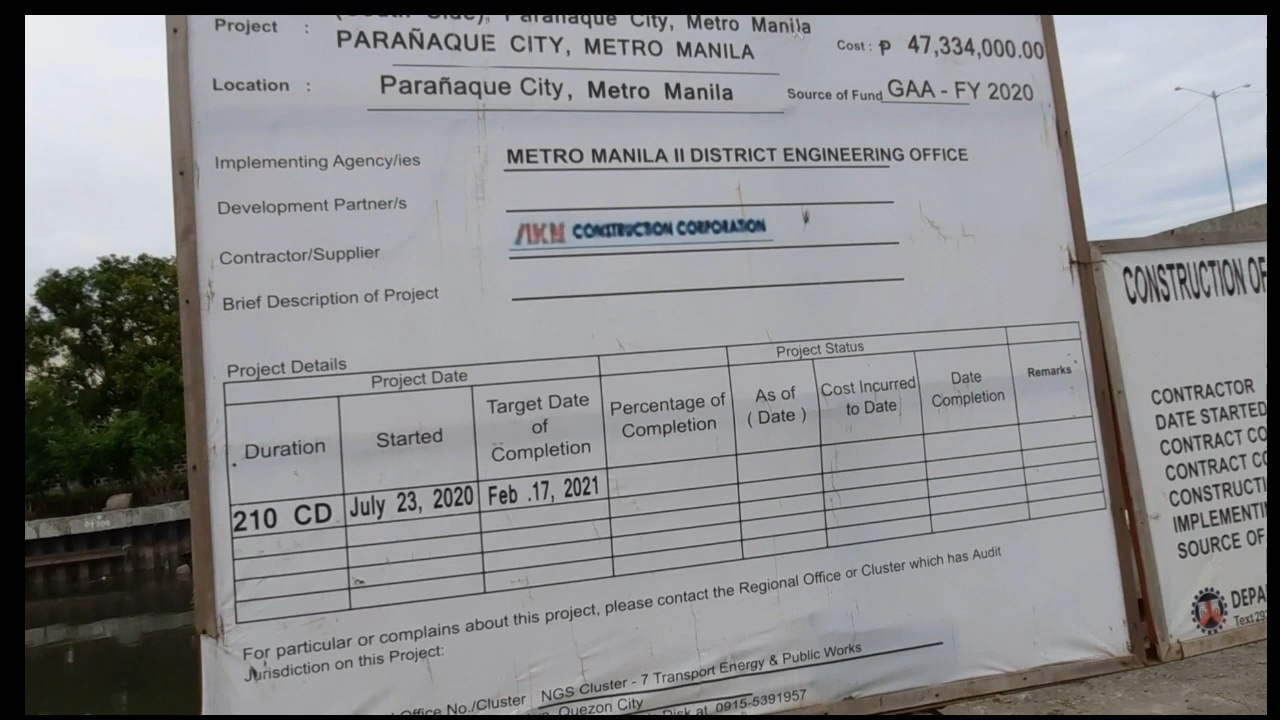 Project : (South Side), Parañaque City, Metro Manila
PARAÑAQUE CITY, METRO MANILA
Cost : ₱ 47,334,000.00
Location : Parañaque City, Metro Manila
Source of Fund GAA - FY 2020
Implementing Agency/ies METRO MANILA II DISTRICT ENGINEERING OFFICE
Development Partner/s
Contractor/Supplier CONSTRUCTION CORPORATION
Brief Description of Project
Project Details
Project Date
Project Status
Duration
Started
Target Date
of
Completion
Percentage of
Completion
As of
( Date )
Cost Incurred
to Date
Date
Completion
Remarks
210 CD July 23, 2020 Feb .17, 2021
For particular or complains about this project, please contact the Regional Office or Cluster which has Audit
Jurisdiction on this Project:
Office No./Cluster NGS Cluster - 7 Transport Energy & Public Works
Quezon City
Disk at 0915-5391957
CONSTRUCTION OF
CONTRACTOR
DATE STARTED
CONTRACT CO
CONTRACT CO
CONSTRUCTI
IMPLEMENTI
SOURCE OF
DEPA
Text 29